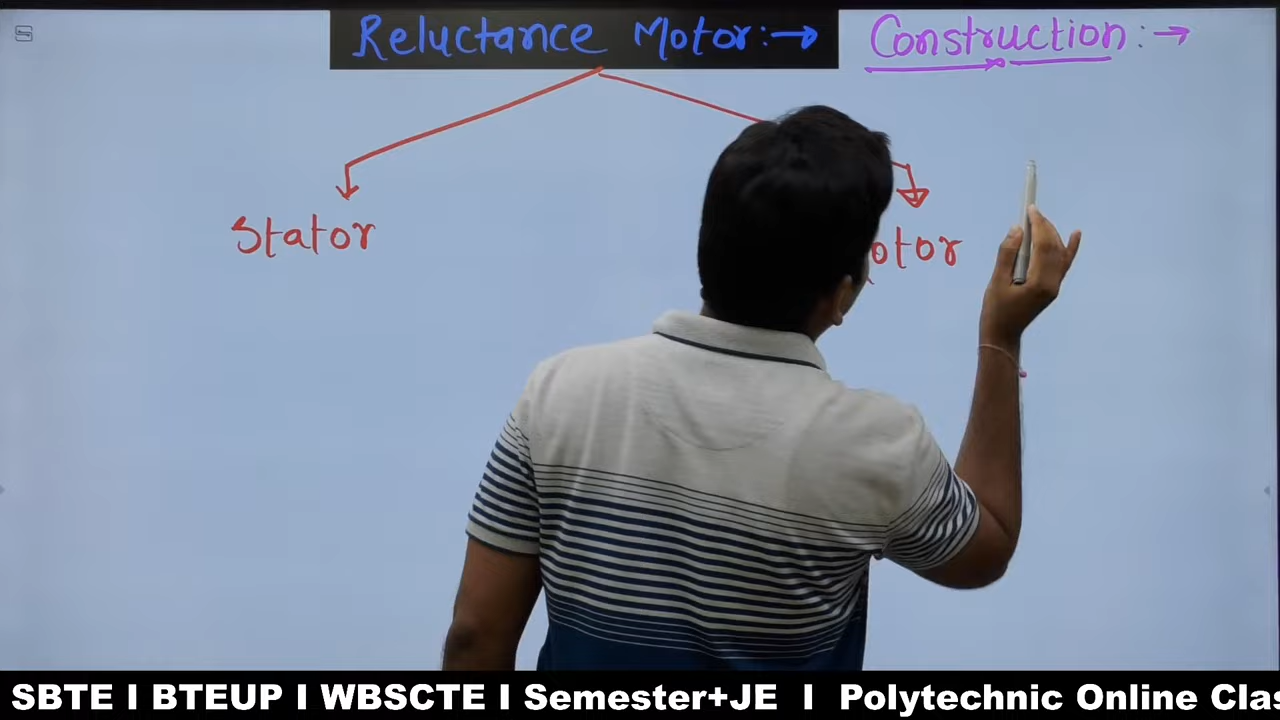 Reluctance Motor:→ Construction:→
Stator
otor
SBTE I BTEUP I WBSCTE I Semester+JE I Polytechnic Online Clas